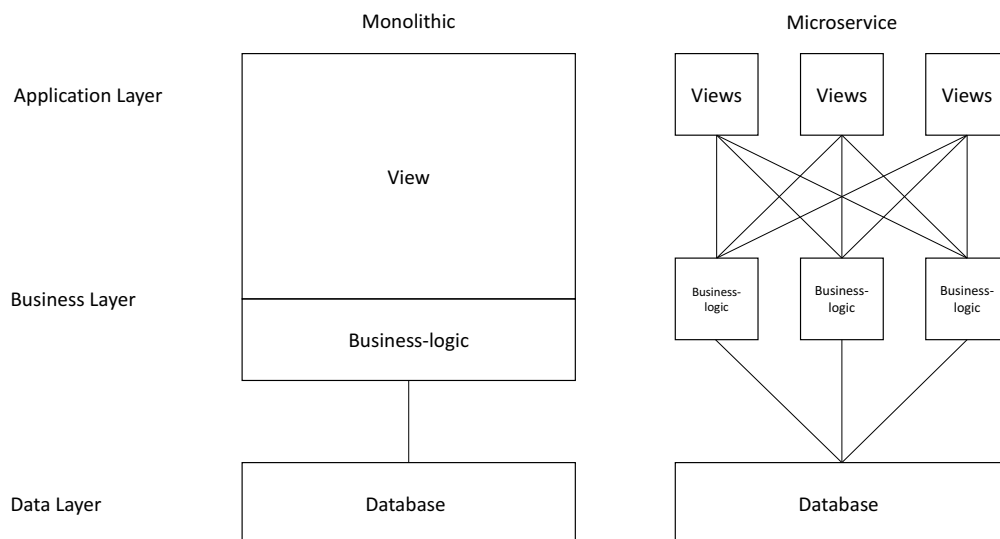 Monolithic
Microservice
Application Layer
View
Views
Views
Views
Business Layer
Business-logic
Business-
logic
Business-
logic
Business-
logic
Data Layer
Database
Database